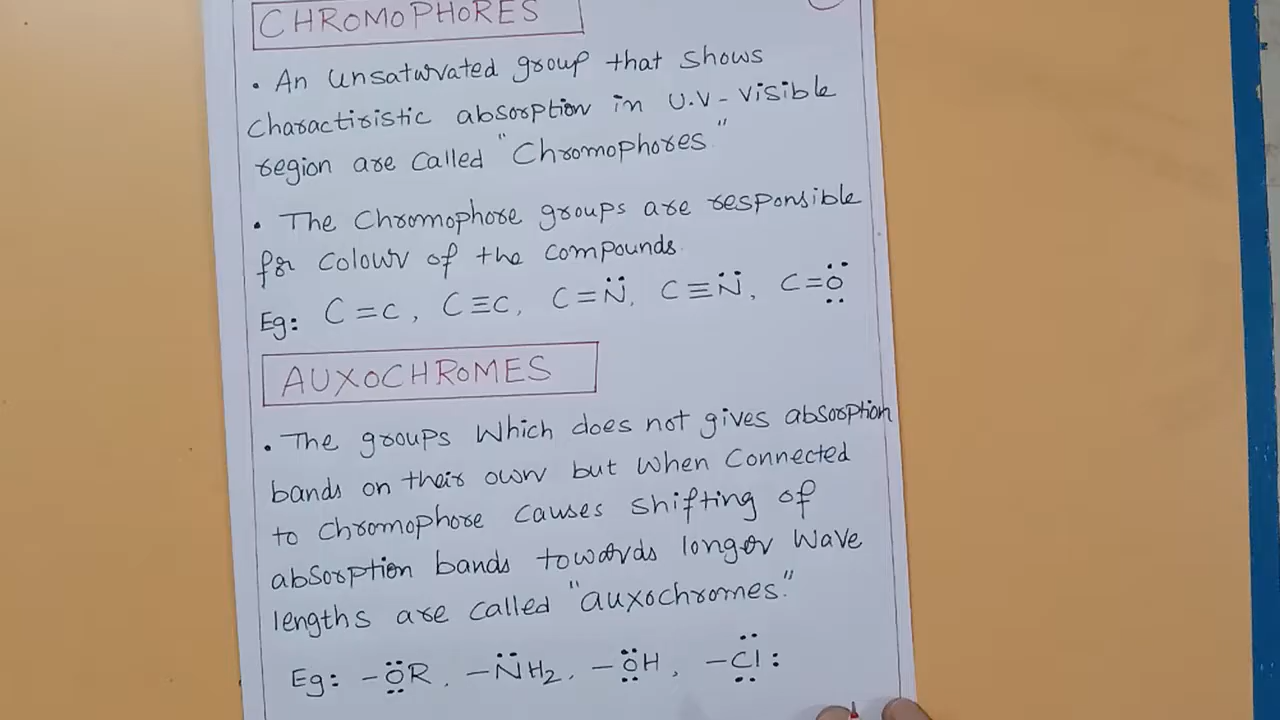 CHROMOPHORES
• An unsaturvated group that shows
charactiristic absorption in U.V - visible
region are called "Chromophores"
• The Chromophore groups are responsible
for colour of the compounds.
Eg: C=C, C≡C, C=N̈, C≡N̈, C=Ö
AUXOCHROMES
• The groups which does not gives absorption
bands on their own but when connected
to chromophore causes shifting of
absorption bands towards longer wave
lengths are called "auxochromes."
Eg: -ÖR, -N̈H₂, -ÖH, -Cl: